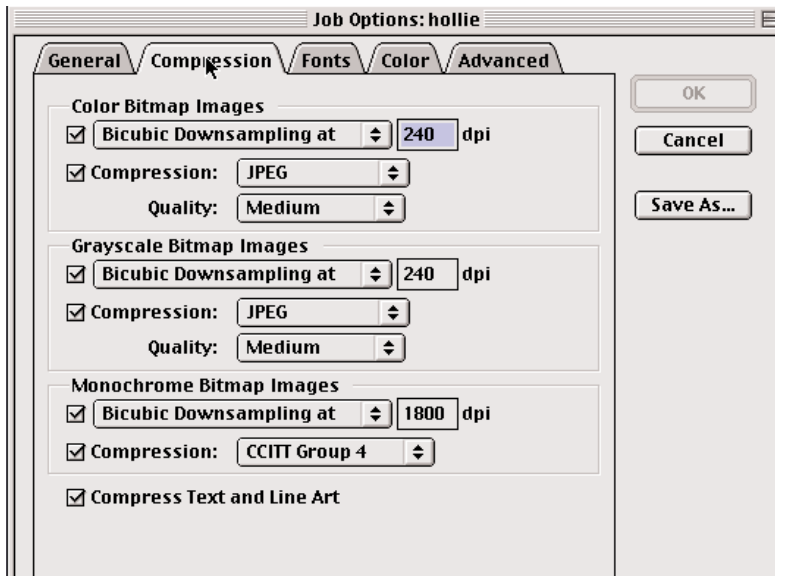 Job Options: hollie
General Compression Fonts Color Advanced
OK
Cancel
Save As...
Color Bitmap Images
Bicubic Downsampling at 240 dpi
Compression: JPEG
Quality: Medium
Grayscale Bitmap Images
Bicubic Downsampling at 240 dpi
Compression: JPEG
Quality: Medium
Monochrome Bitmap Images
Bicubic Downsampling at 1800 dpi
Compression: CCITT Group 4
Compress Text and Line Art